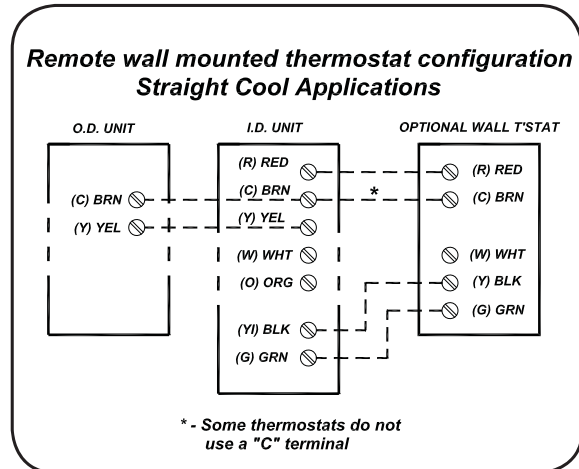 Remote wall mounted thermostat configuration
Straight Cool Applications
O.D. UNIT
I.D. UNIT
OPTIONAL WALL T'STAT
(C) BRN
(Y) YEL
(R) RED
(C) BRN
(Y) YEL
(W) WHT
(O) ORG
(YI) BLK
(G) GRN
*
(R) RED
(C) BRN
(W) WHT
(Y) BLK
(G) GRN
* - Some thermostats do not
use a "C" terminal